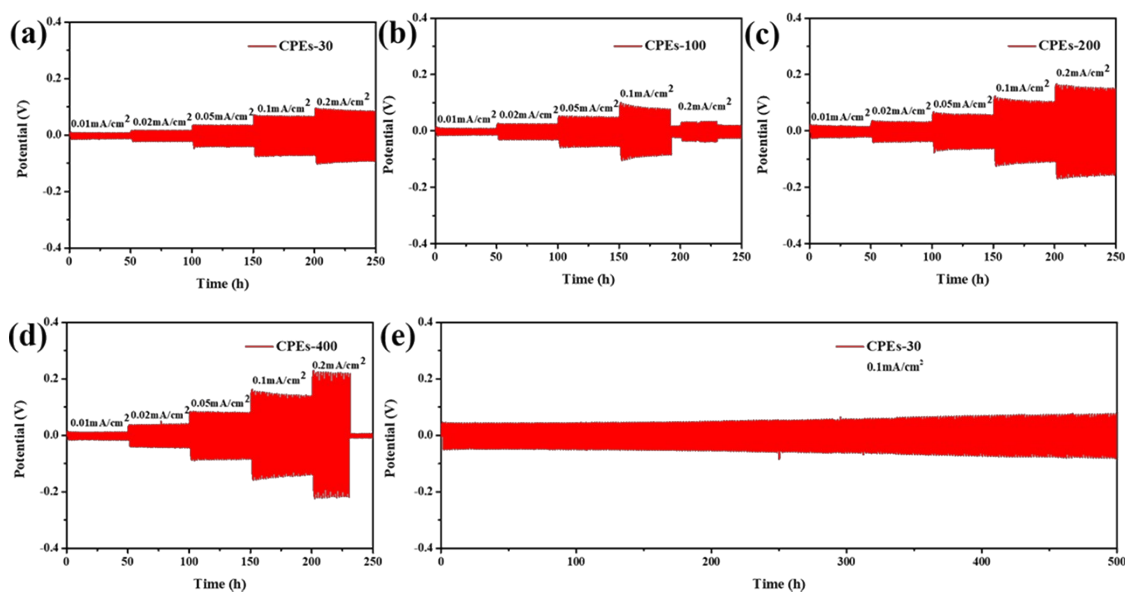 (a)
CPEs-30
0.01mA/cm2 0.02mA/cm2 0.05mA/cm2 0.1mA/cm2 0.2mA/cm2
Potential (V)
0.4
0.2
0.0
-0.2
-0.4
0 50 100 150 200 250
Time (h)
(b)
CPEs-100
0.01mA/cm2 0.02mA/cm2 0.05mA/cm2 0.1mA/cm2 0.2mA/cm2
Potential (V)
0.4
0.2
0.0
-0.2
-0.4
0 50 100 150 200 250
Time (h)
(c)
CPEs-200
0.01mA/cm2 0.02mA/cm2 0.05mA/cm2 0.1mA/cm2 0.2mA/cm2
Potential (V)
0.4
0.2
0.0
-0.2
-0.4
0 50 100 150 200 250
Time (h)
(d)
CPEs-400
0.01mA/cm2 0.02mA/cm2 0.05mA/cm2 0.1mA/cm2 0.2mA/cm2
Potential (V)
0.4
0.2
0.0
-0.2
-0.4
0 50 100 150 200 250
Time (h)
(e)
CPEs-30
0.1mA/cm2
Potential (V)
0.4
0.2
0.0
-0.2
-0.4
0 100 200 300 400 500
Time (h)